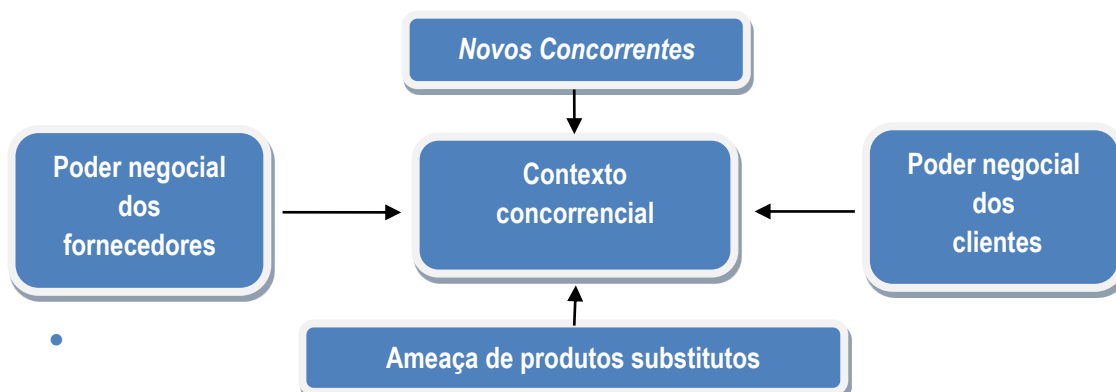 Novos Concorrentes
Poder negocial
dos
fornecedores
Contexto
concorrencial
Poder negocial
dos
clientes
Ameaça de produtos substitutos